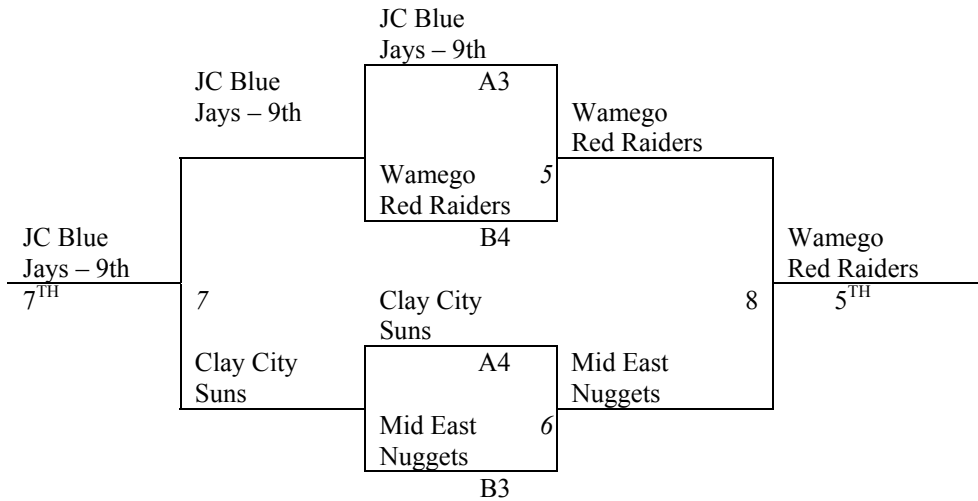 JC Blue
Jays – 9th
A3
JC Blue
Jays – 9th
Wamego
Red Raiders
Wamego
Red Raiders
5
B4
JC Blue
Jays – 9th
7TH
Wamego
Red Raiders
5TH
7
8
Clay City
Suns
A4
Clay City
Suns
Mid East
Nuggets
Mid East
Nuggets
6
B3